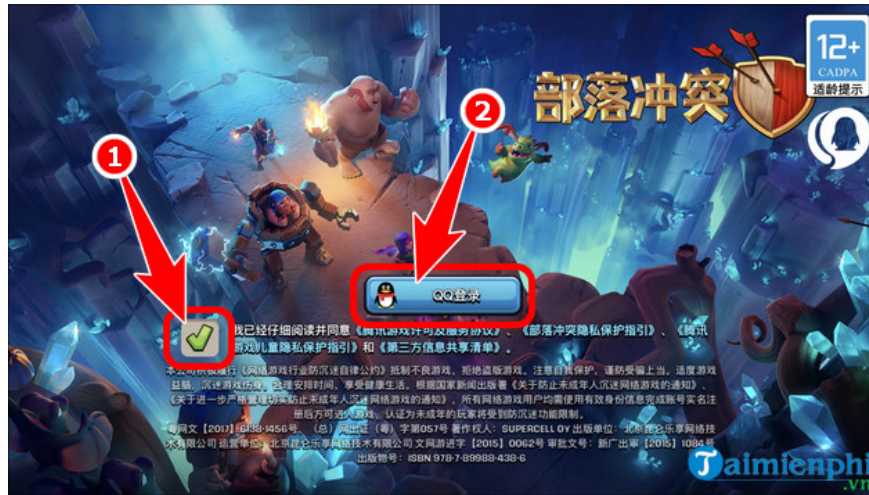 12+
CADPA
适龄提示
部落冲突
1
2
QQ登录
我已经仔细阅读并同意《腾讯游戏许可及服务协议》、《部落冲突隐私保护指引》、《腾讯
游戏儿童隐私保护指引》和《第三方信息共享清单》。
本公司积极履行《网络游戏行业防沉迷自律公约》抵制不良游戏，拒绝盗版游戏。注意自我保护，谨防受骗上当。适度游戏
益脑，沉迷游戏伤身。合理安排时间，享受健康生活。根据国家新闻出版署《关于防止未成年人沉迷网络游戏的通知》、
《关于进一步严格管理切实防止未成年人沉迷网络游戏的通知》，所有网络游戏用户均需使用有效身份信息完成账号实名注
册后方可进入游戏，认证为未成年的玩家将受到防沉迷功能限制。
粤网文【2017】6138-1456号、（总）网出证（粤）字第057号 著作权人：SUPERCELL OY 出版单位：北京昆仑乐享网络技
术有限公司 运营单位：北京昆仑乐享网络技术有限公司 文网游进字【2015】0062号 审批文号：新广出审【2015】1084号
出版物号：ISBN 978-7-89988-438-6
Taimienphi
.vn